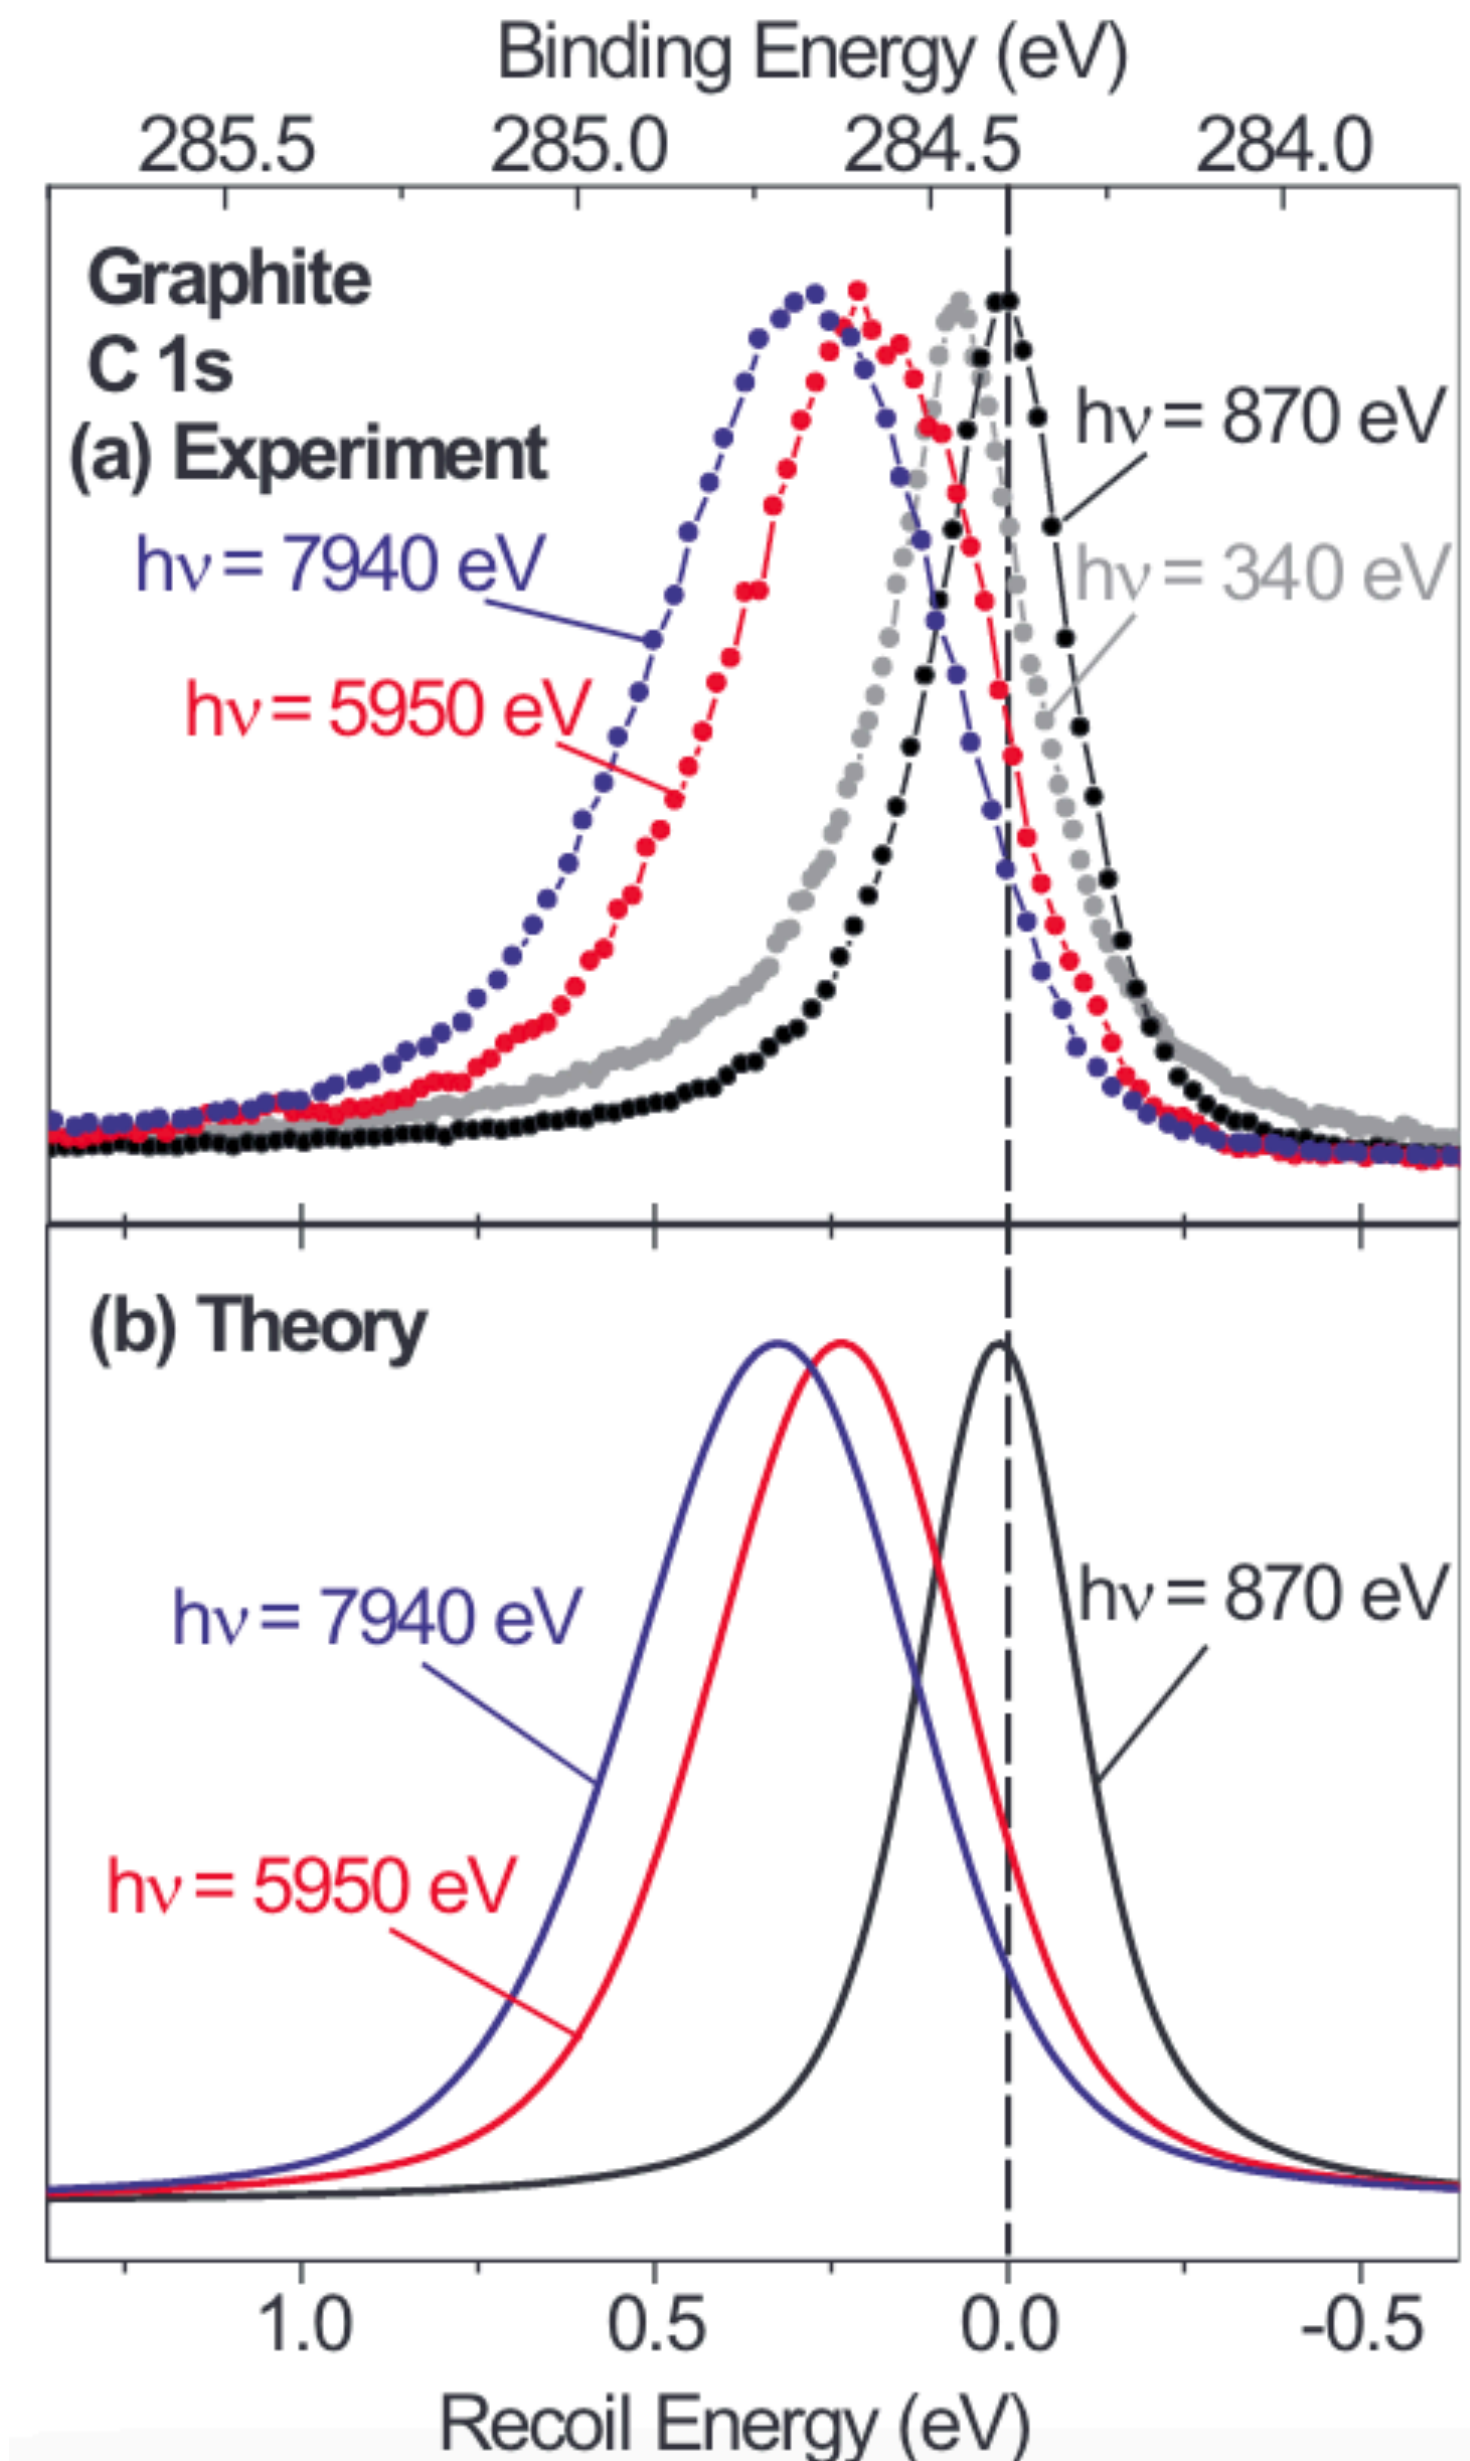 Binding Energy (eV)
285.5 285.0 284.5 284.0
Graphite
C 1s
(a) Experiment
hν = 870 eV
hν = 7940 eV
hν = 340 eV
hν = 5950 eV
(b) Theory
hν = 7940 eV
hν = 870 eV
hν = 5950 eV
1.0 0.5 0.0 -0.5
Recoil Energy (eV)